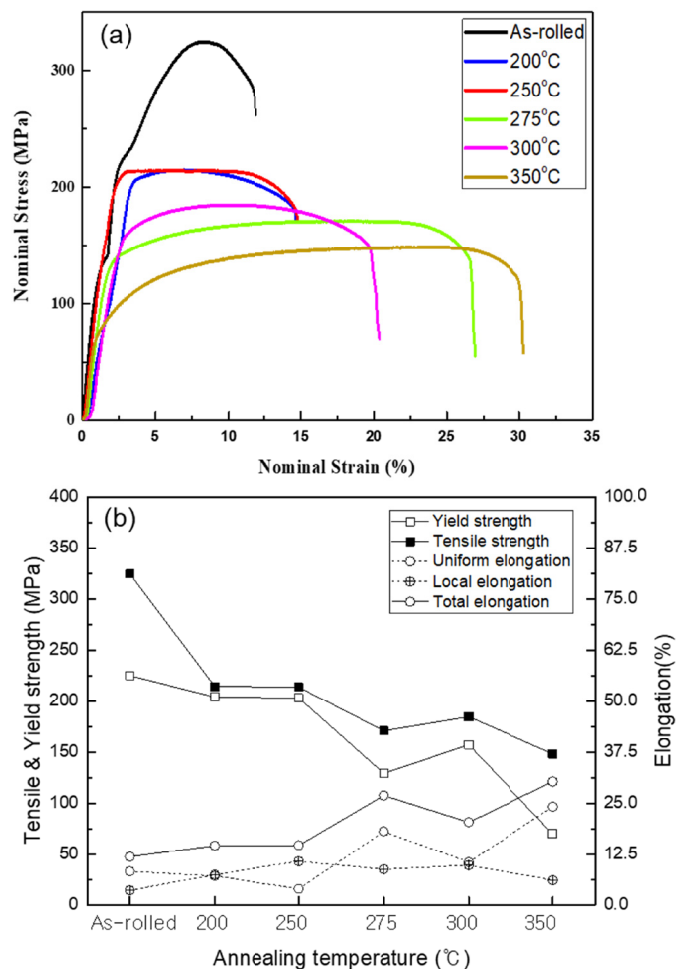 (a)
As-rolled
200°C
250°C
275°C
300°C
350°C
300
200
100
0
Nominal Stress (MPa)
0 5 10 15 20 25 30 35
Nominal Strain (%)
(b)
Yield strength
Tensile strength
Uniform elongation
Local elongation
Total elongation
400 100.0
350 87.5
300 75.0
250 62.5
200 50.0
150 37.5
100 25.0
50 12.5
0 0.0
Tensile & Yield strength (MPa)
Elongation(%)
As-rolled 200 250 275 300 350
Annealing temperature (℃)